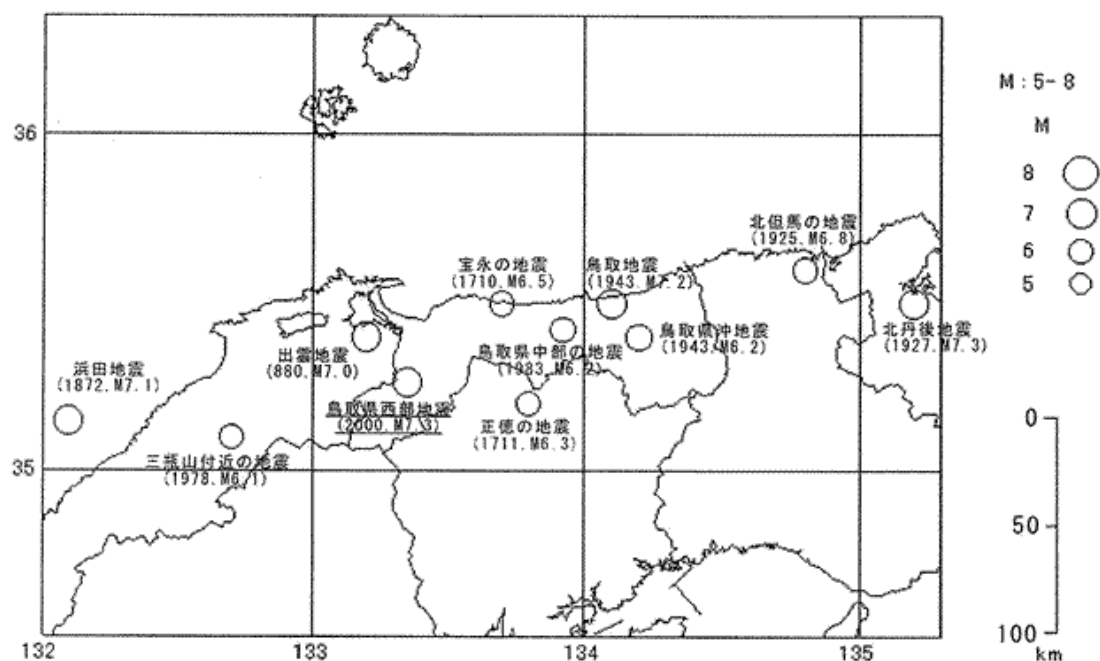 M:5-8
M
8
7
6
5
36
35
北但馬の地震
(1925.M6.8)
宝永の地震
(1710.M6.5)
鳥取地震
(1943.M7.2)
鳥取県沖地震
(1943.M6.2)
北丹後地震
(1927.M7.3)
出雲地震
(880.M7.0)
鳥取県中部の地震
(1983.M6.2)
浜田地震
(1872.M7.1)
鳥取県西部地震
(2000.M7.3)
正徳の地震
(1711.M6.3)
三瓶山付近の地震
(1978.M6.1)
0
50
100
km
132
133
134
135